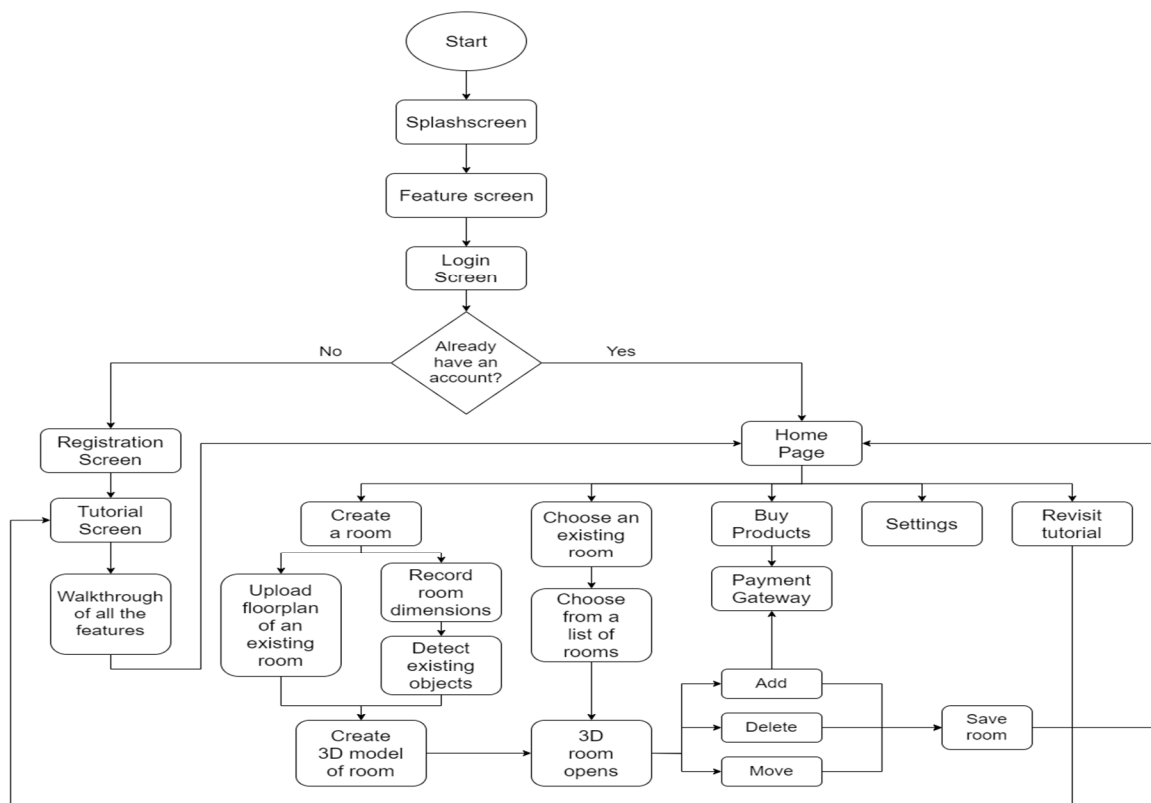 Start
Splashscreen
Feature screen
Login
Screen
Already
have an
account?
No
Yes
Registration
Screen
Home
Page
Tutorial
Screen
Create
a room
Choose an
existing
room
Buy
Products
Settings
Revisit
tutorial
Walkthrough
of all the
features
Upload
floorplan
of an
existing
room
Record
room
dimensions
Choose
from a
list of
rooms
Payment
Gateway
Detect
existing
objects
Create
3D model
of room
3D
room
opens
Add
Delete
Move
Save
room